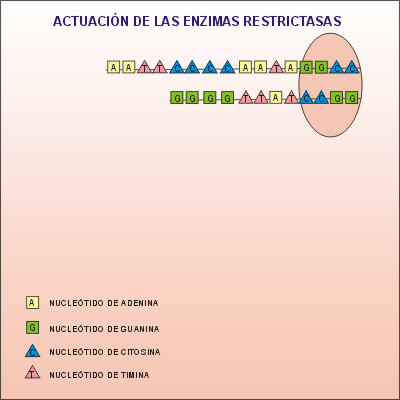 ACTUACIÓN DE LAS ENZIMAS RESTRICTASAS
A A T T C C C C A A T A G G C C
G G G G T T A T C C G G
A NUCLEÓTIDO DE ADENINA
G NUCLEÓTIDO DE GUANINA
C NUCLEÓTIDO DE CITOSINA
T NUCLEÓTIDO DE TIMINA